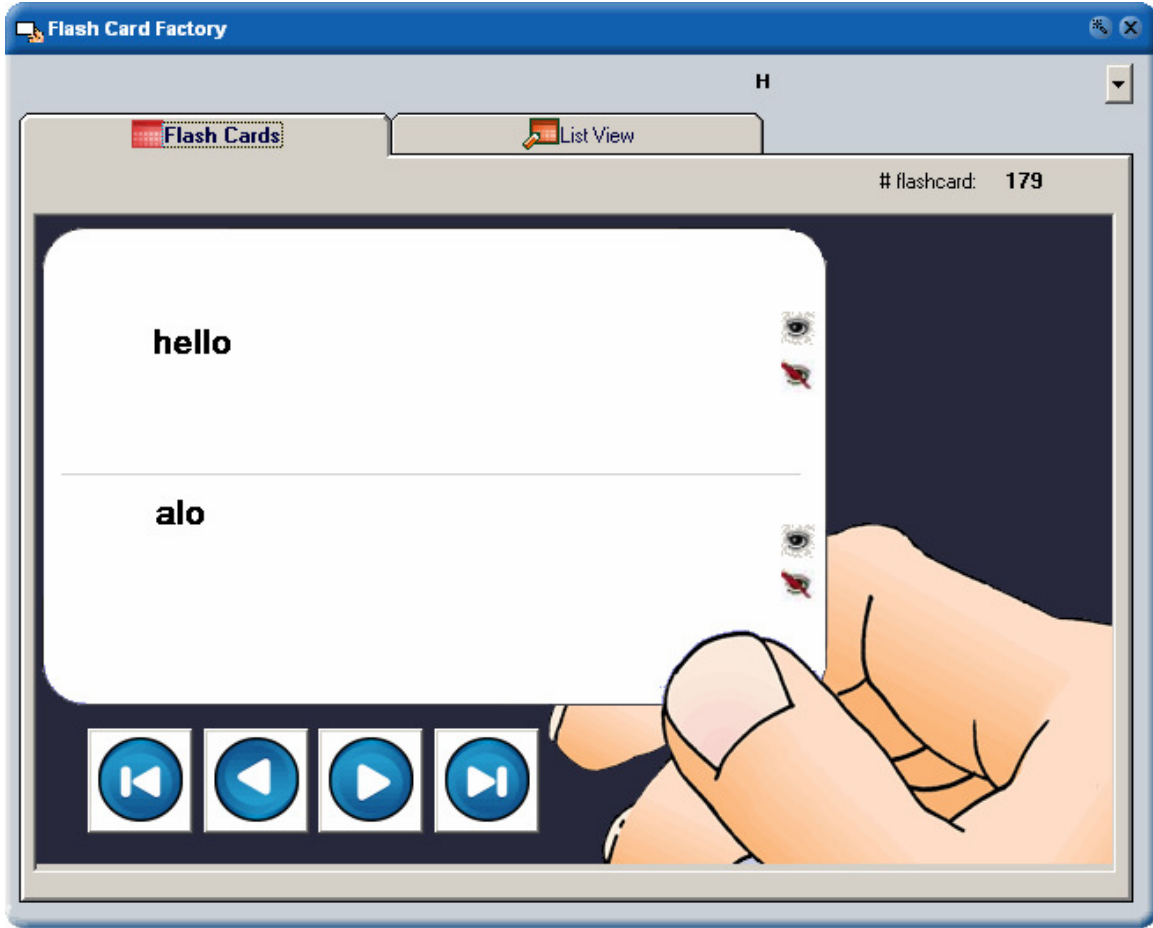 Flash Card Factory
H
Flash Cards
List View
# flashcard: 179
hello
alo